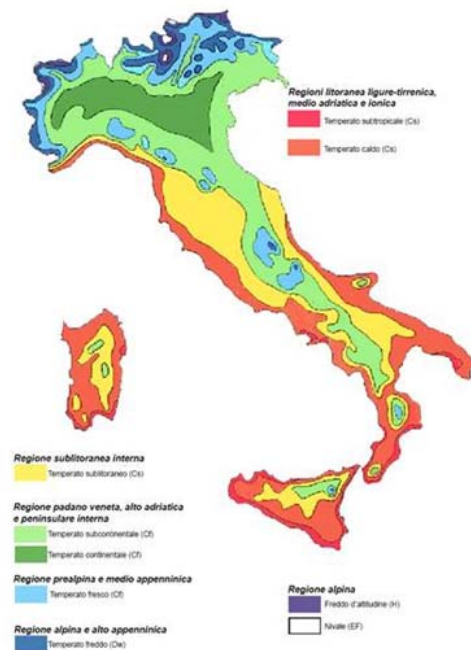 Regioni litoranea ligure-tirrenica,
medio adriatica e ionica
Temperato subtropicale (Cs)
Temperato caldo (Cs)
Regione sublitoranea interna
Temperato sublitoraneo (Cs)
Regione padano veneta, alto adriatica
e peninsulare interna
Temperato subcontinentale (Cf)
Temperato continentale (Cf)
Regione prealpina e medio appenninica
Temperato fresco (Cf)
Regione alpina e alto appenninica
Temperato freddo (Dw)
Regione alpina
Freddo d'altitudine (H)
Nivale (EF)